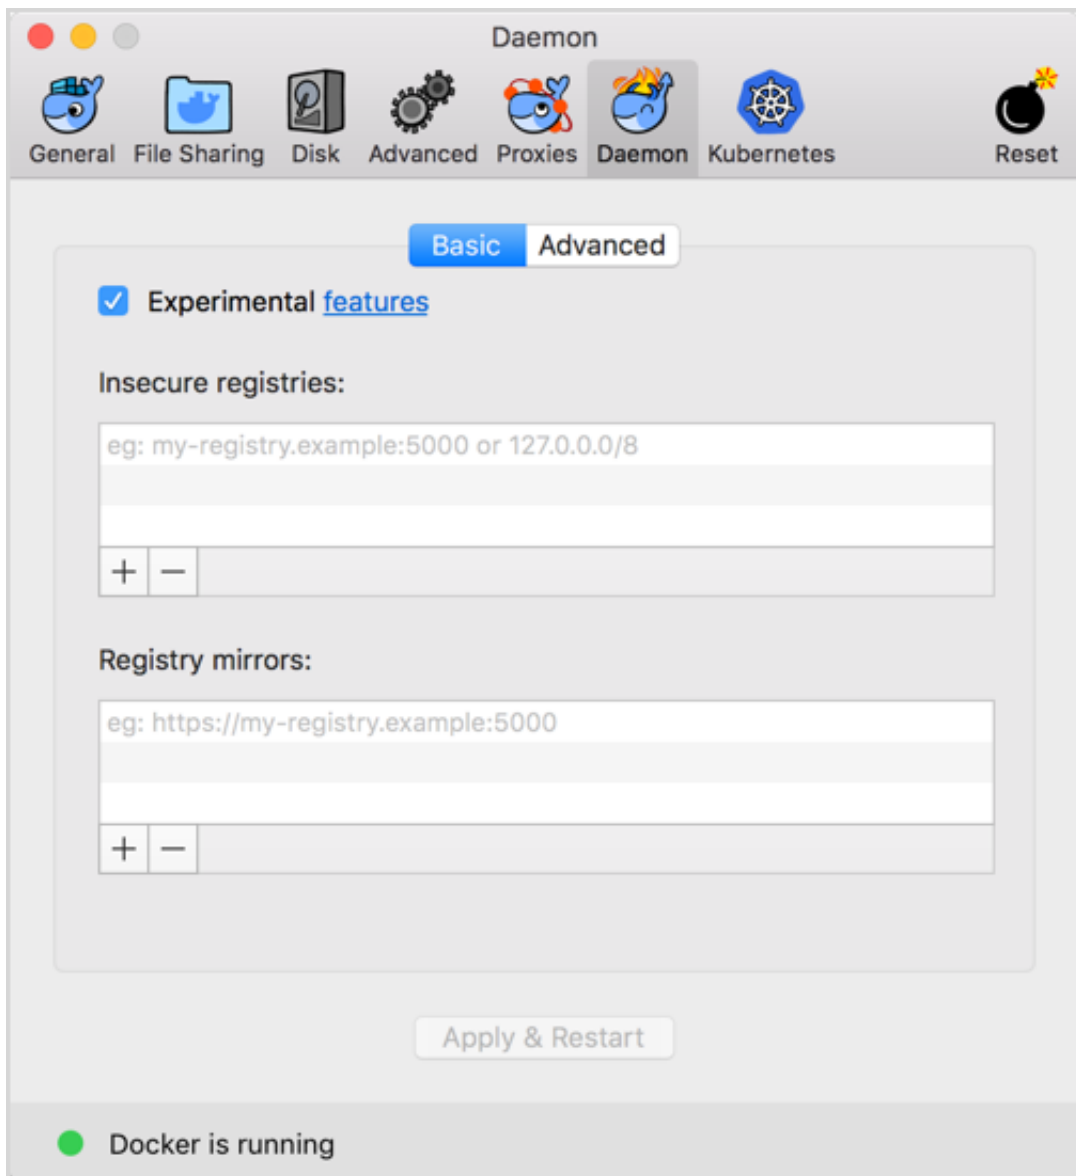 Daemon
General File Sharing Disk Advanced Proxies Daemon Kubernetes Reset
Basic Advanced
Experimental features
Insecure registries:
eg: my-registry.example:5000 or 127.0.0.0/8
+ −
Registry mirrors:
eg: https://my-registry.example:5000
+ −
Apply & Restart
Docker is running